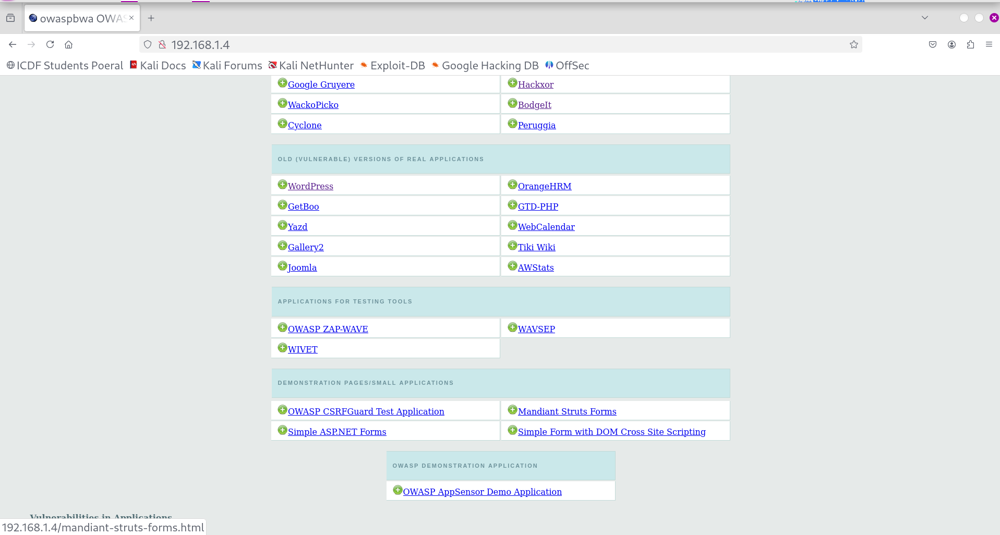 owaspbwa OWAS
192.168.1.4
ICDF Students Poeral Kali Docs Kali Forums Kali NetHunter Exploit-DB Google Hacking DB OffSec
Google Gruyere Hackxor
WackoPicko BodgeIt
Cyclone Peruggia
OLD (VULNERABLE) VERSIONS OF REAL APPLICATIONS
WordPress OrangeHRM
GetBoo GTD-PHP
Yazd WebCalendar
Gallery2 Tiki Wiki
Joomla AWStats
APPLICATIONS FOR TESTING TOOLS
OWASP ZAP-WAVE WAVSEP
WIVET
DEMONSTRATION PAGES/SMALL APPLICATIONS
OWASP CSRFGuard Test Application Mandiant Struts Forms
Simple ASP.NET Forms Simple Form with DOM Cross Site Scripting
OWASP DEMONSTRATION APPLICATION
OWASP AppSensor Demo Application
Vulnerabilities in Applications
192.168.1.4/mandiant-struts-forms.html